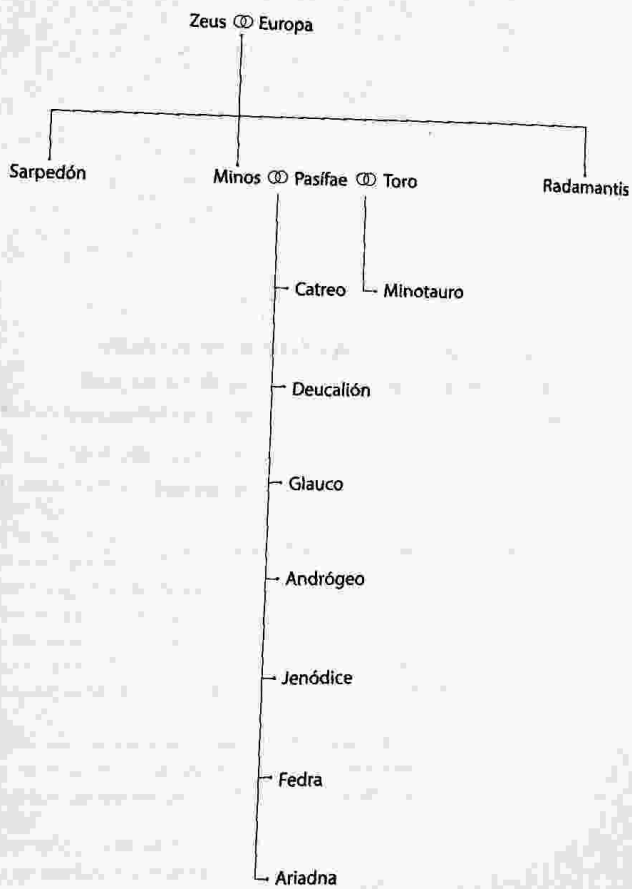 Zeus ⚭ Europa
Sarpedón
Minos ⚭ Pasífae ⚭ Toro
Radamantis
Catreo
Minotauro
Deucalión
Glauco
Andrógeo
Jenódice
Fedra
Ariadna